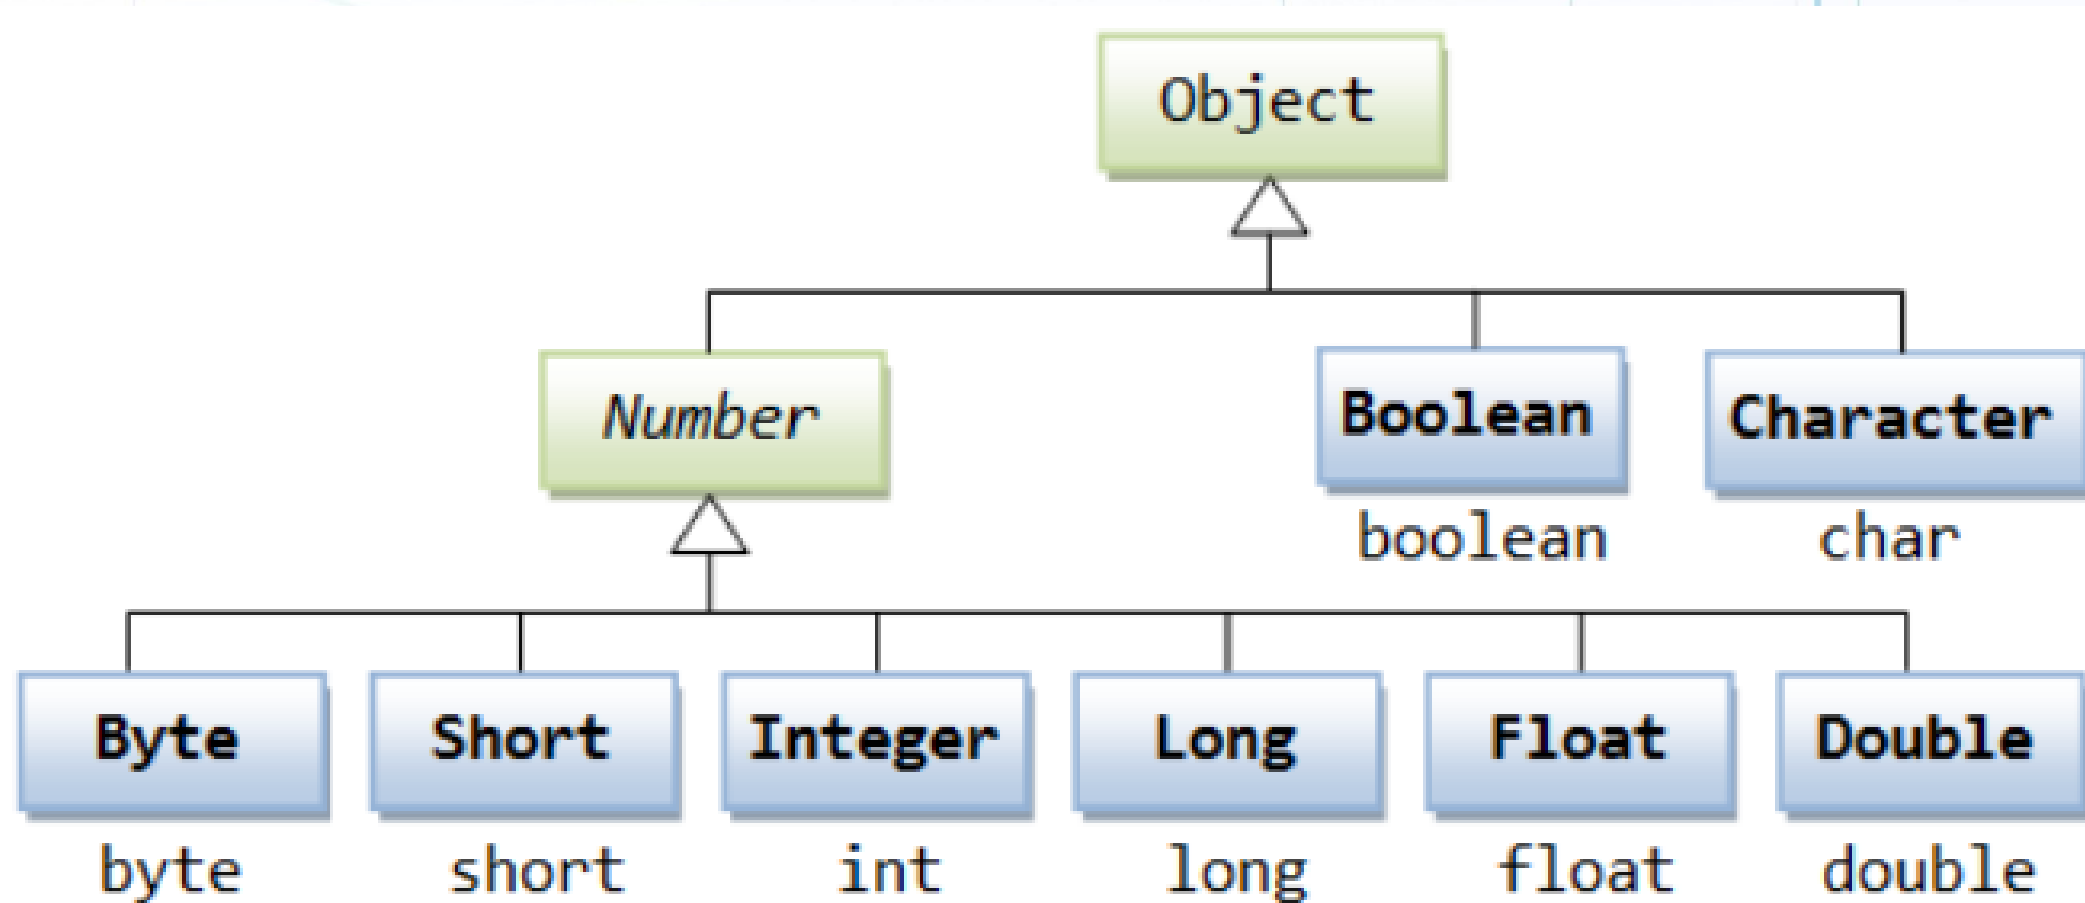 Object
Number
Boolean
Character
boolean
char
Byte
Short
Integer
Long
Float
Double
byte
short
int
long
float
double